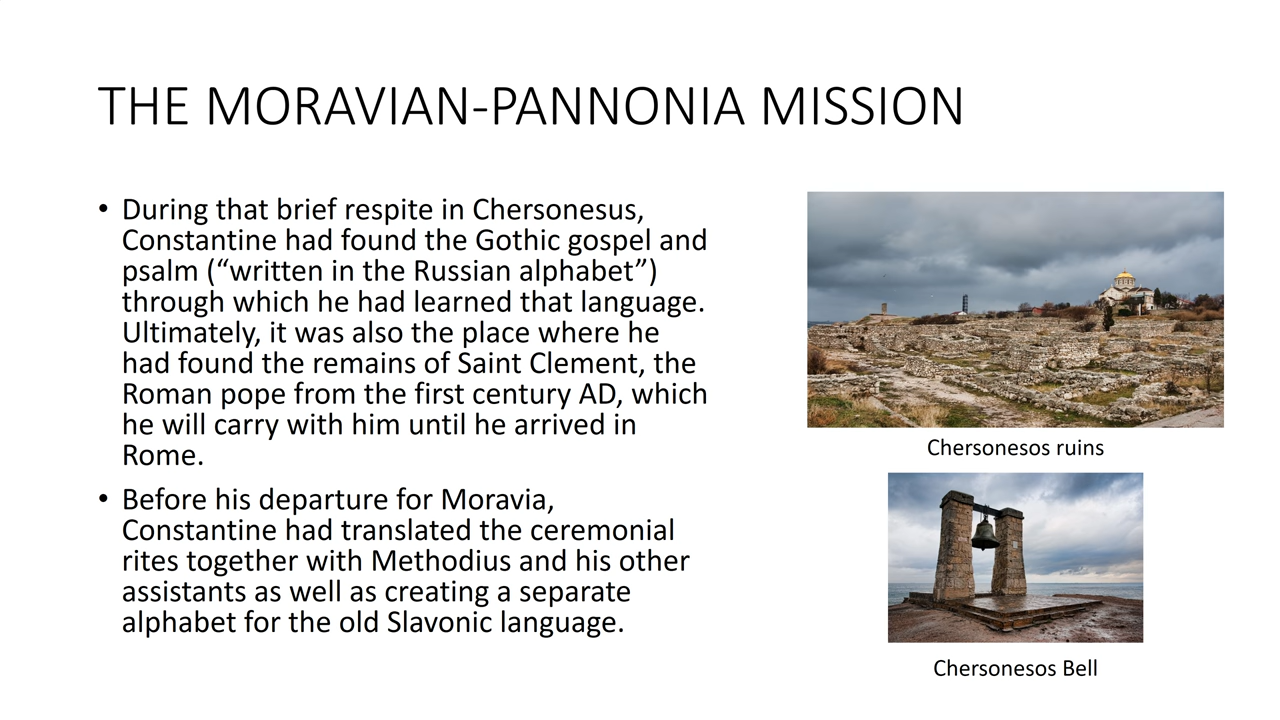 THE MORAVIAN-PANNONIA MISSION
• During that brief respite in Chersonesus,
Constantine had found the Gothic gospel and
psalm (“written in the Russian alphabet”)
through which he had learned that language.
Ultimately, it was also the place where he
had found the remains of Saint Clement, the
Roman pope from the first century AD, which
he will carry with him until he arrived in
Rome.
• Before his departure for Moravia,
Constantine had translated the ceremonial
rites together with Methodius and his other
assistants as well as creating a separate
alphabet for the old Slavonic language.
Chersonesos ruins
Chersonesos Bell